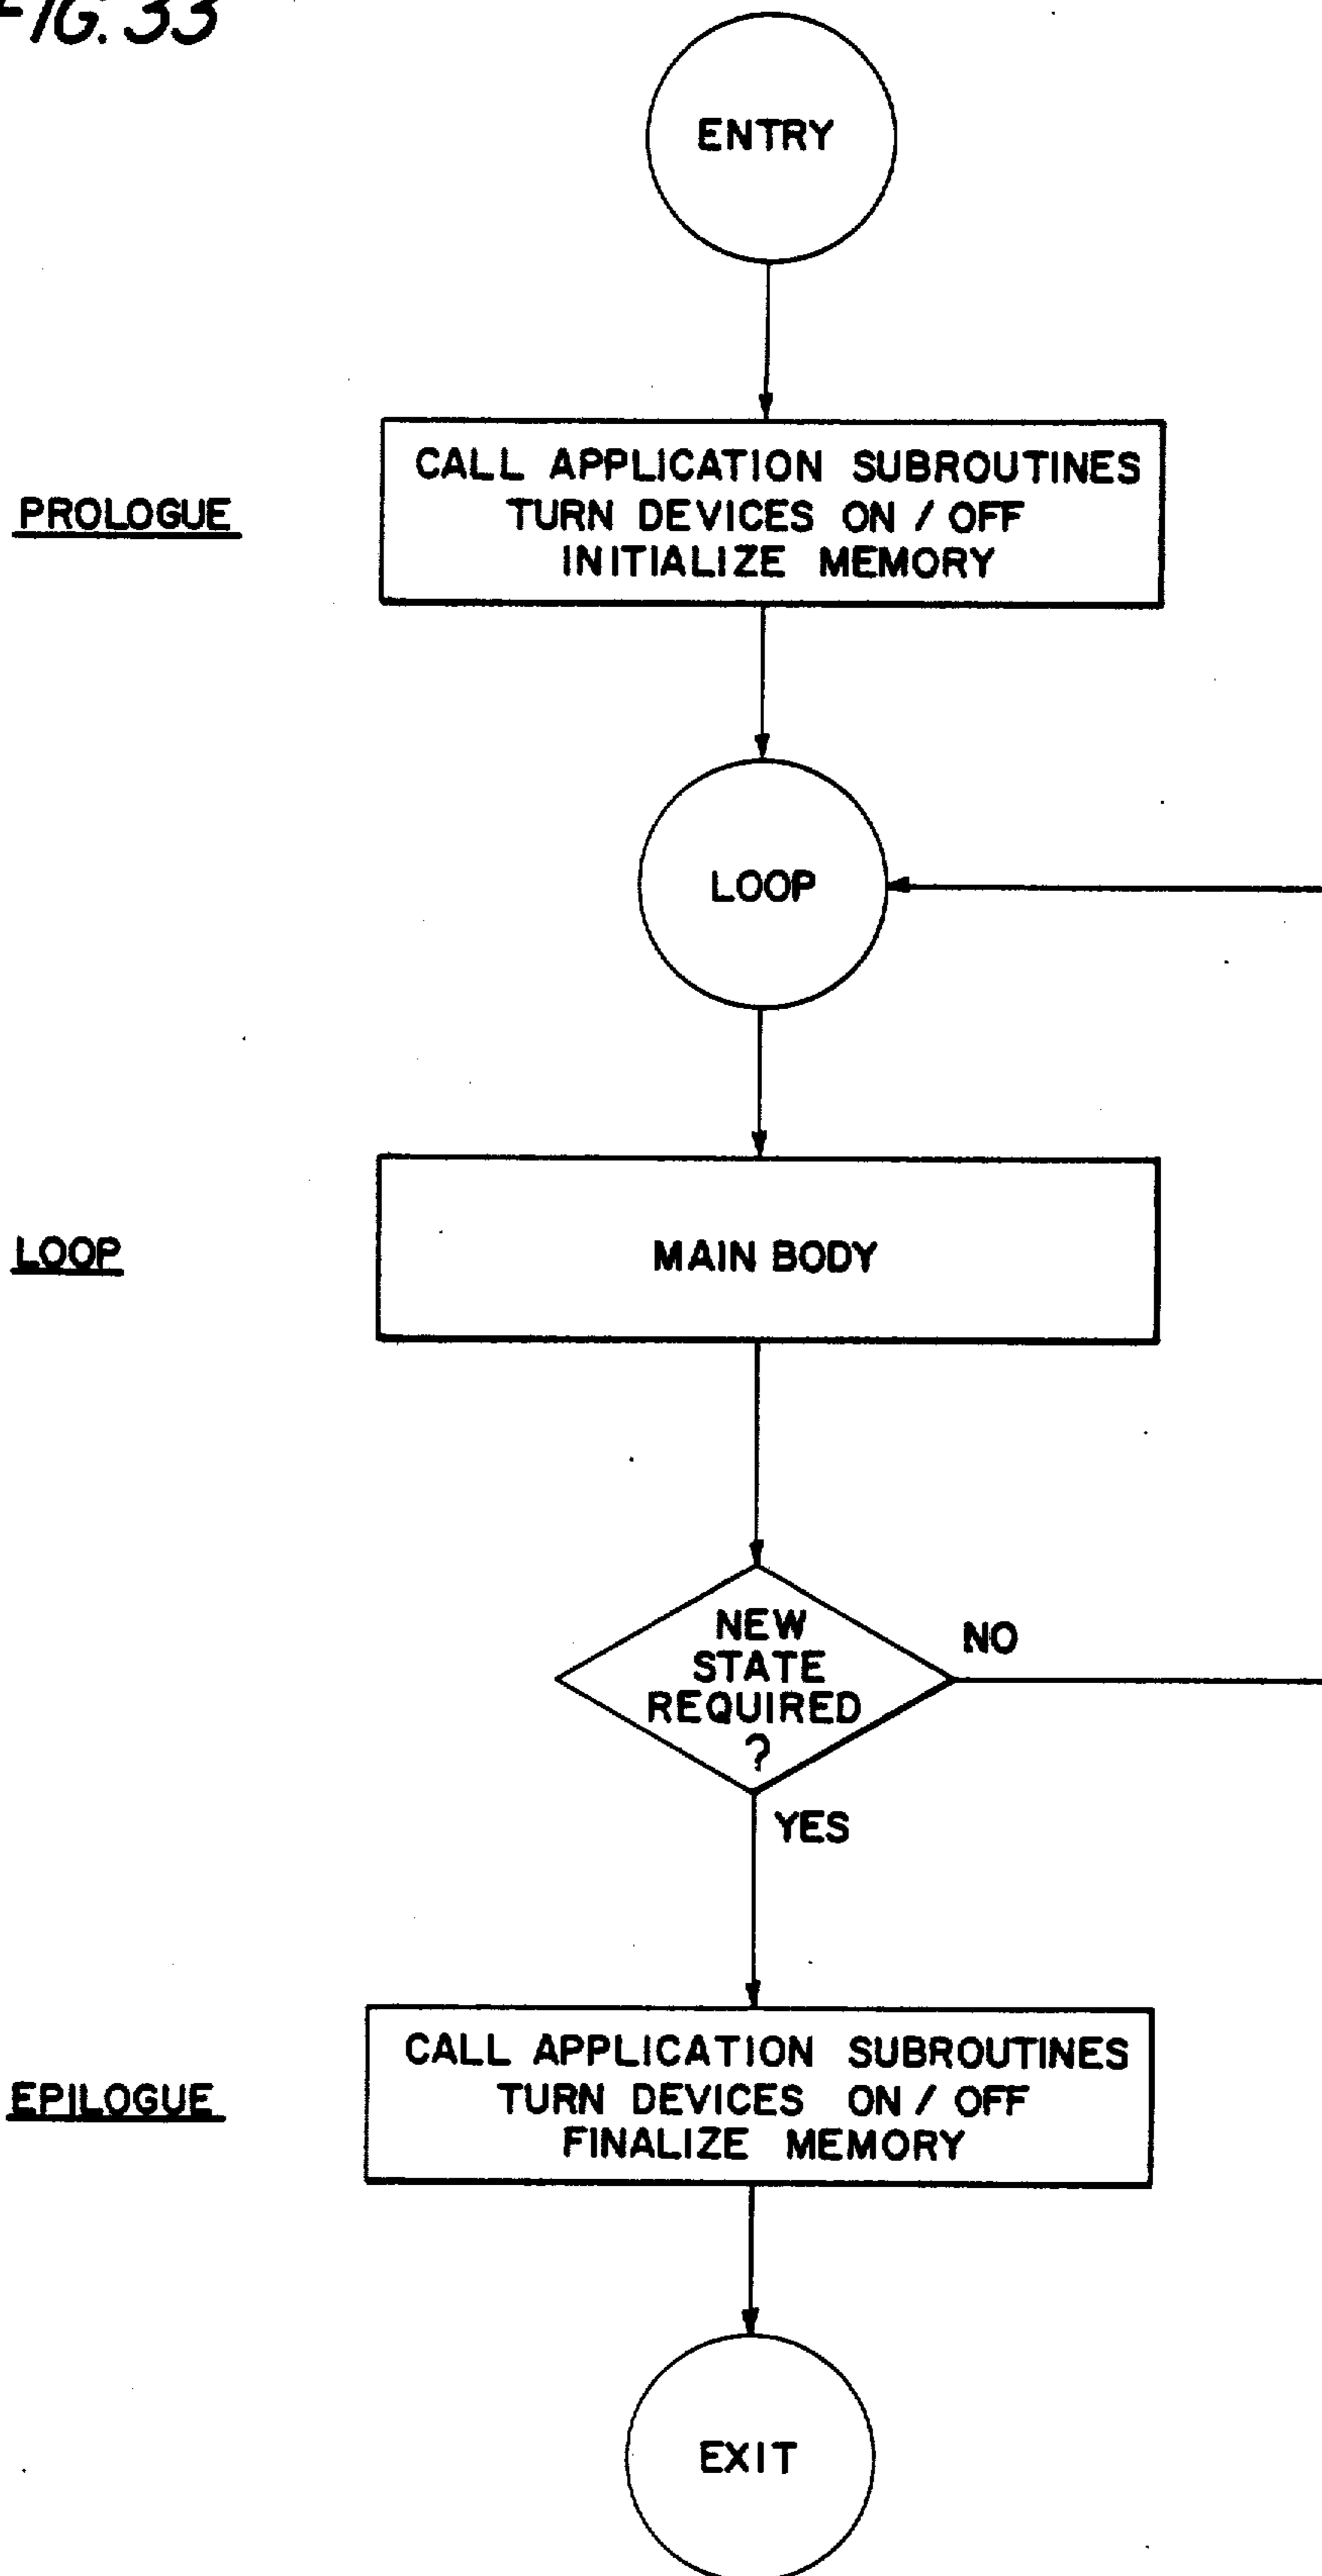 FIG. 33
ENTRY
PROLOGUE
CALL APPLICATION SUBROUTINES
TURN DEVICES ON / OFF
INITIALIZE MEMORY
LOOP
LOOP
MAIN BODY
NEW
STATE
REQUIRED
?
NO
YES
EPILOGUE
CALL APPLICATION SUBROUTINES
TURN DEVICES ON / OFF
FINALIZE MEMORY
EXIT